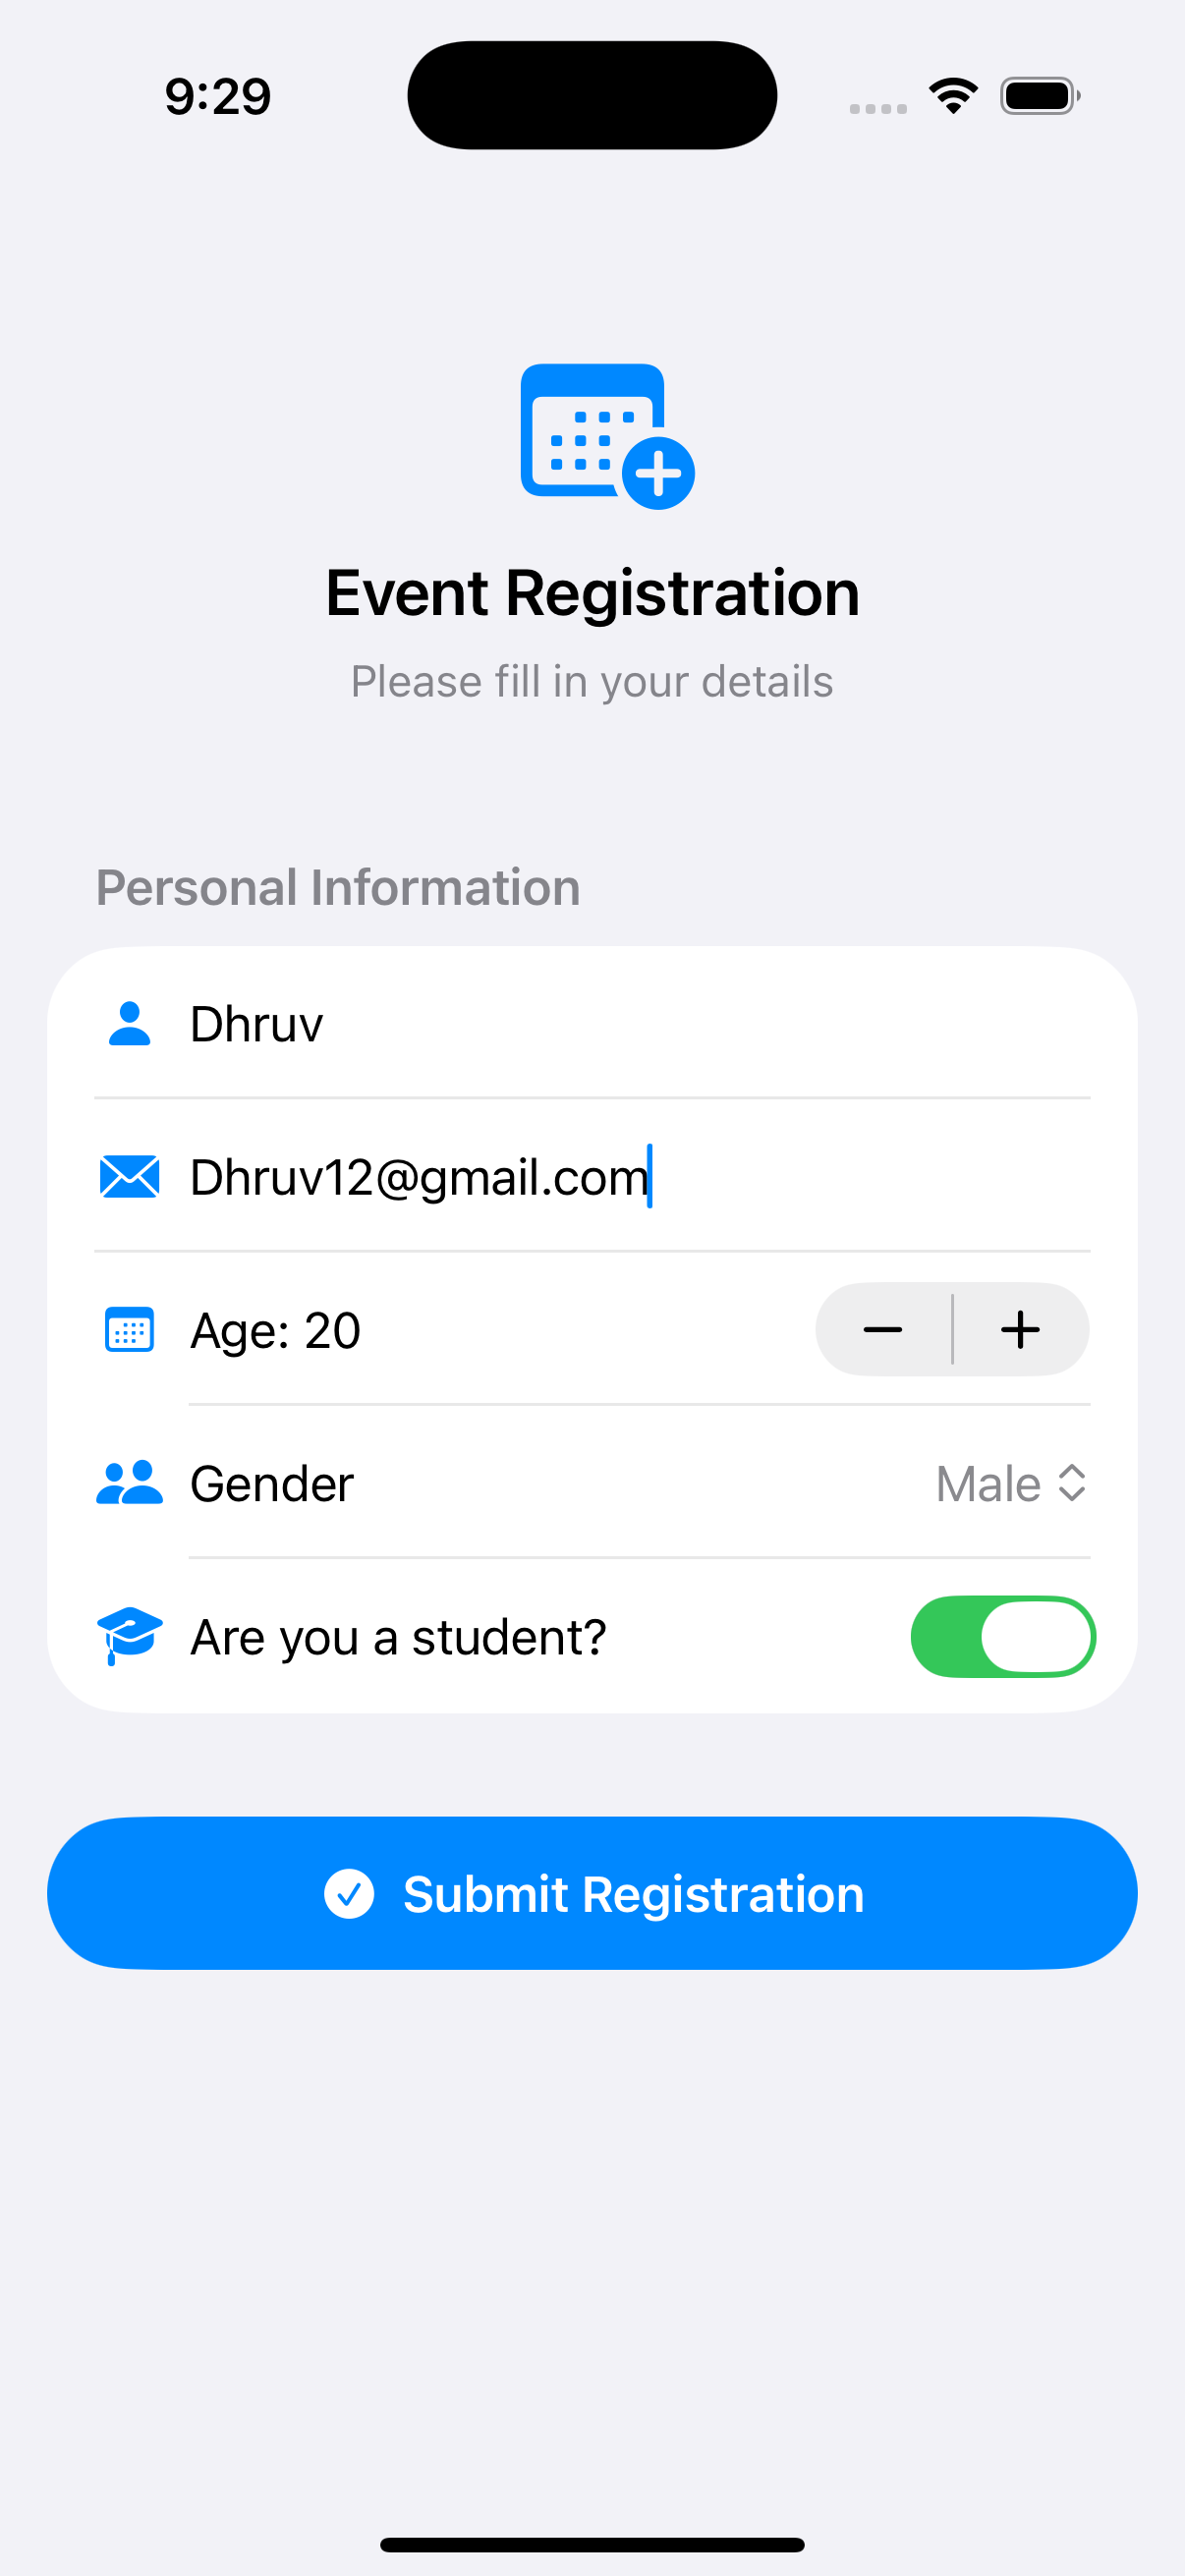 9:29
Event Registration
Please fill in your details
Personal Information
Dhruv
Dhruv12@gmail.com
Age: 20
Gender Male
Are you a student?
Submit Registration